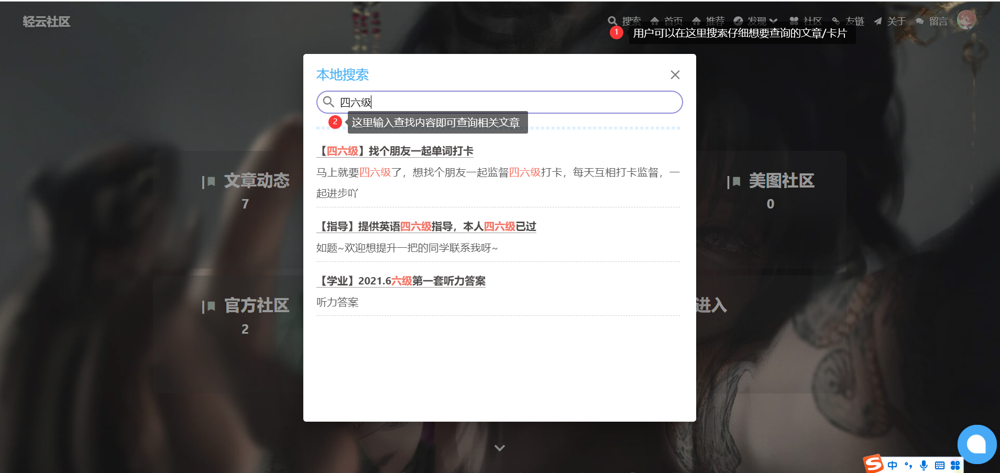 轻云社区
搜索 首页 推荐 发现 社区 友链 关于 留言
1 用户可以在这里搜索仔细想要查询的文章/卡片
本地搜索
四六级
2 这里输入查找内容即可查询相关文章
【四六级】找个朋友一起单词打卡
马上就要四六级了，想找个朋友一起监督四六级打卡，每天互相打卡监督，一
起进步吖
【指导】提供英语四六级指导，本人四六级已过
如题~欢迎想提升一把的同学联系我呀~
【学业】2021.6六级第一套听力答案
听力答案
文章动态
7
美图社区
0
官方社区
2
进入
中